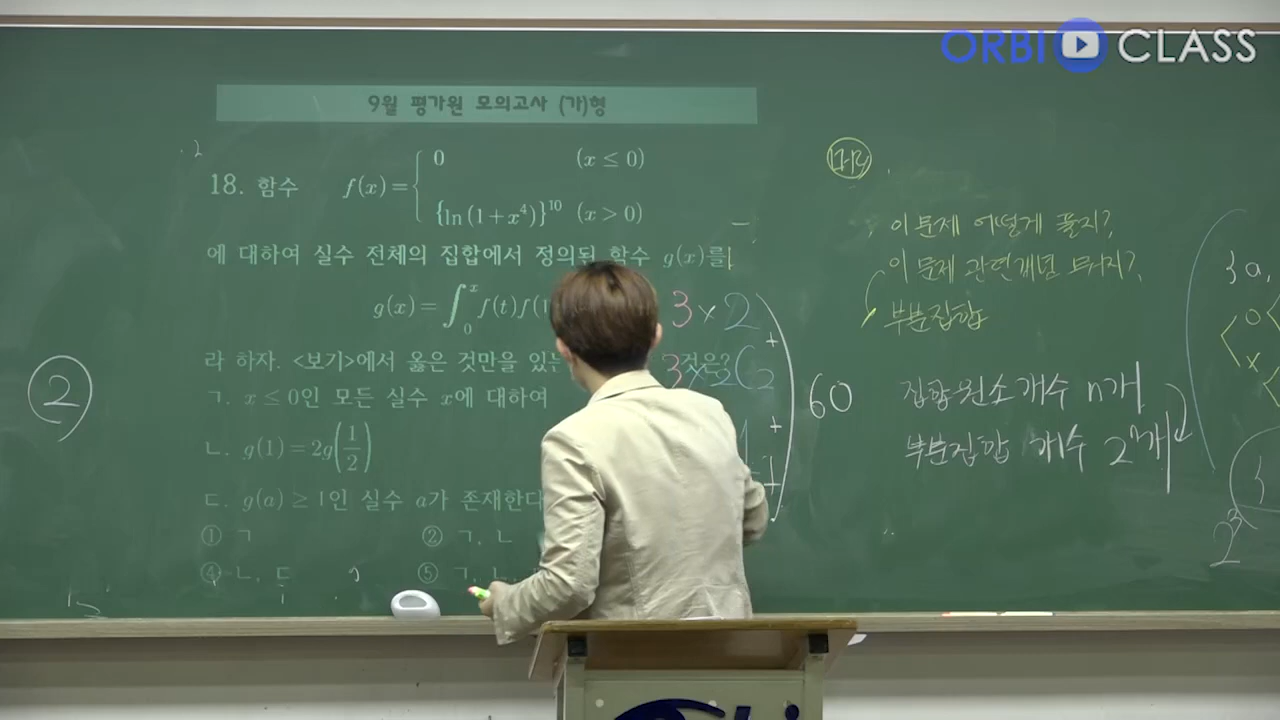 ORBI CLASS
9월 평가원 모의고사 (가)형
18. 함수 f(x)= { 0 (x ≤ 0)
{ln(1+x⁴)}¹⁰ (x > 0)
에 대하여 실수 전체의 집합에서 정의된 함수 g(x)를
g(x) = ∫₀ˣ f(t)f(1
라 하자. <보기>에서 옳은 것만을 있는 것은?
ㄱ. x ≤ 0인 모든 실수 x에 대하여
ㄴ. g(1) = 2g(1/2)
ㄷ. g(a) ≥ 1인 실수 a가 존재한다
① ㄱ ② ㄱ, ㄴ
④ ㄴ, ㄷ ⑤ ㄱ, ㄴ,
②
3 × 2
+
3 × 2C2
+
60
이 문제 어떻게 풀지?
이 문제 관련개념 뭐지?
부분집합
집합원소개수 n개
부분집합 개수 2ⁿ개
{a,
o
x
{
2³